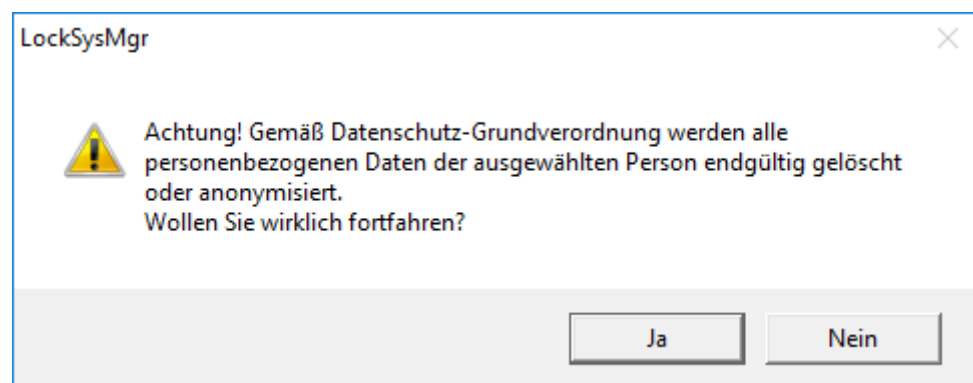 LockSysMgr
Achtung! Gemäß Datenschutz-Grundverordnung werden alle
personenbezogenen Daten der ausgewählten Person endgültig gelöscht
oder anonymisiert.
Wollen Sie wirklich fortfahren?
Ja
Nein